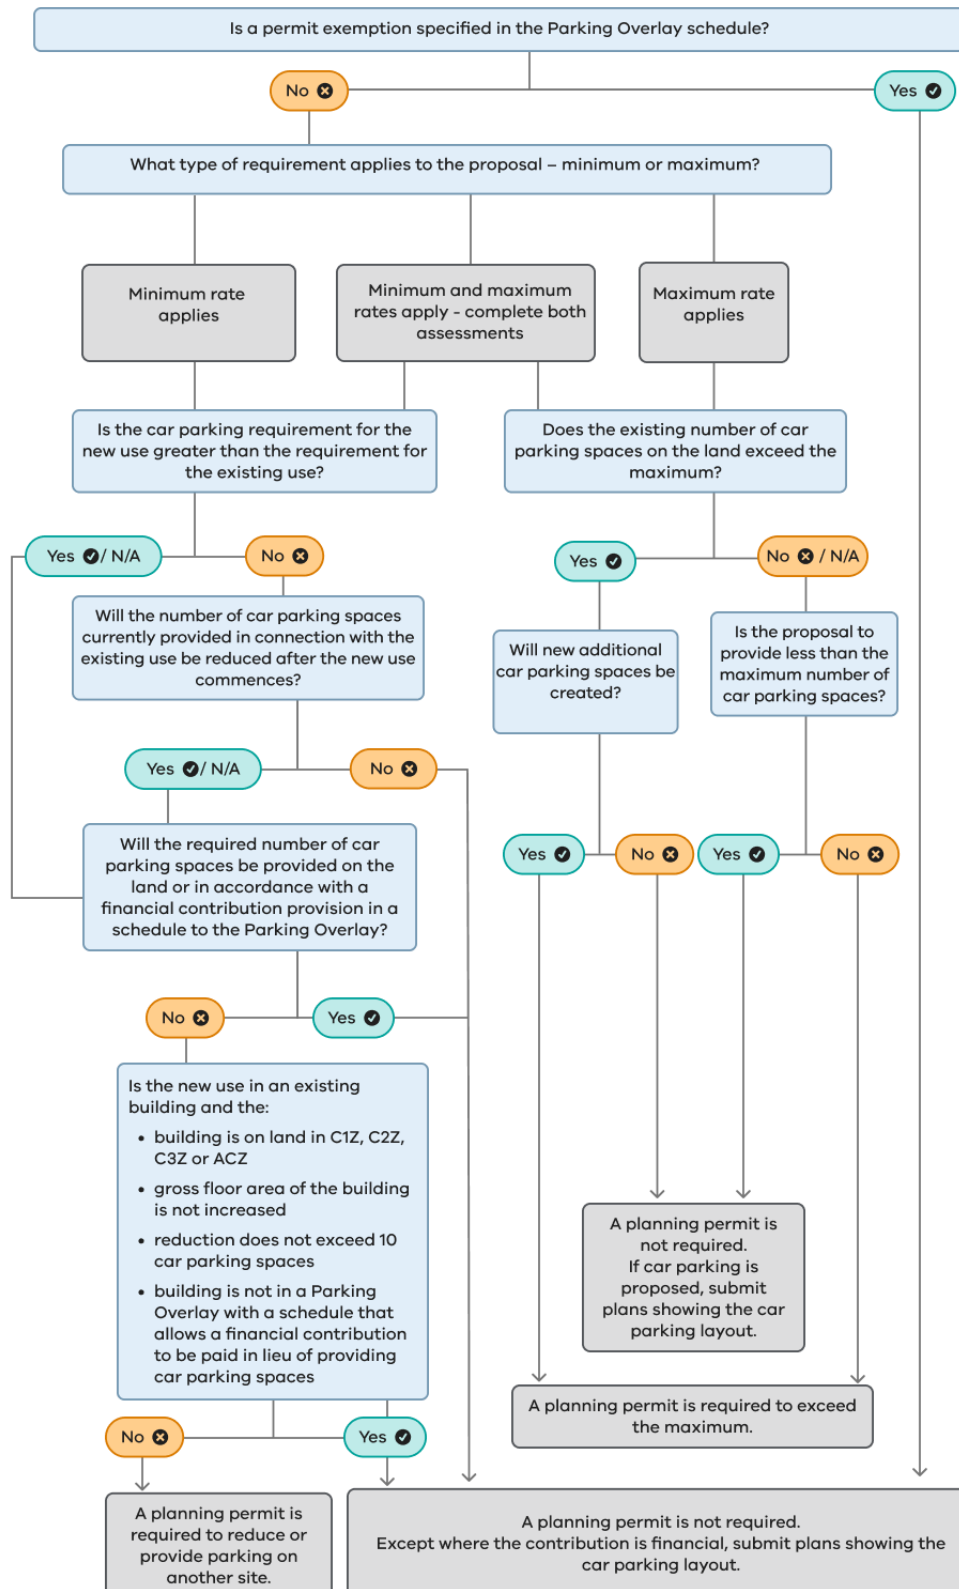 Is a permit exemption specified in the Parking Overlay schedule?
No
Yes
What type of requirement applies to the proposal – minimum or maximum?
Minimum rate
applies
Minimum and maximum
rates apply - complete both
assessments
Maximum rate
applies
Is the car parking requirement for the
new use greater than the requirement for
the existing use?
Does the existing number of car
parking spaces on the land exceed the
maximum?
Yes / N/A
No
Yes
No / N/A
Will the number of car parking spaces
currently provided in connection with the
existing use be reduced after the new use
commences?
Will new additional
car parking spaces be
created?
Is the proposal to
provide less than the
maximum number of
car parking spaces?
Yes / N/A
No
Will the required number of car
parking spaces be provided on the
land or in accordance with a
financial contribution provision in a
schedule to the Parking Overlay?
Yes
No
Yes
No
No
Yes
Is the new use in an existing
building and the:
• building is on land in C1Z, C2Z,
C3Z or ACZ
• gross floor area of the building
is not increased
• reduction does not exceed 10
car parking spaces
• building is not in a Parking
Overlay with a schedule that
allows a financial contribution
to be paid in lieu of providing
car parking spaces
A planning permit is
not required.
If car parking is
proposed, submit
plans showing the car
parking layout.
A planning permit is required to exceed
the maximum.
No
Yes
A planning permit is
required to reduce or
provide parking on
another site.
A planning permit is not required.
Except where the contribution is financial, submit plans showing the
car parking layout.